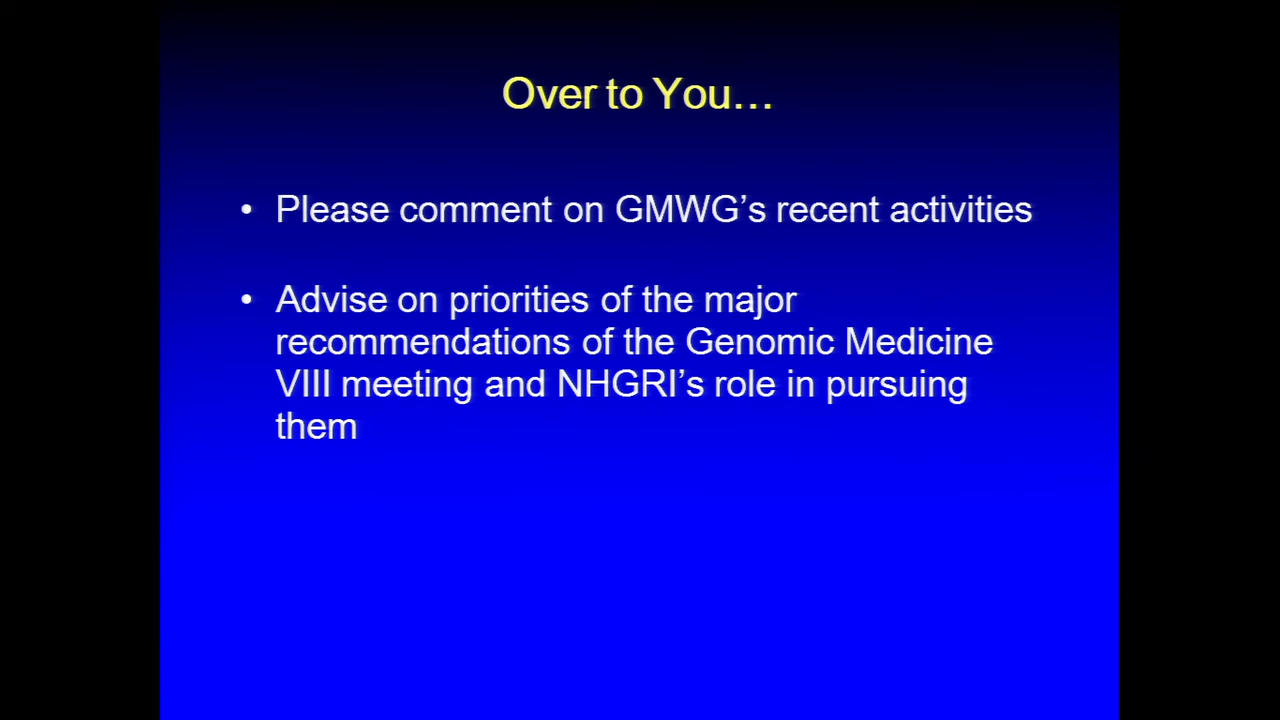 Over to You…
• Please comment on GMWG’s recent activities
• Advise on priorities of the major
recommendations of the Genomic Medicine
VIII meeting and NHGRI’s role in pursuing
them